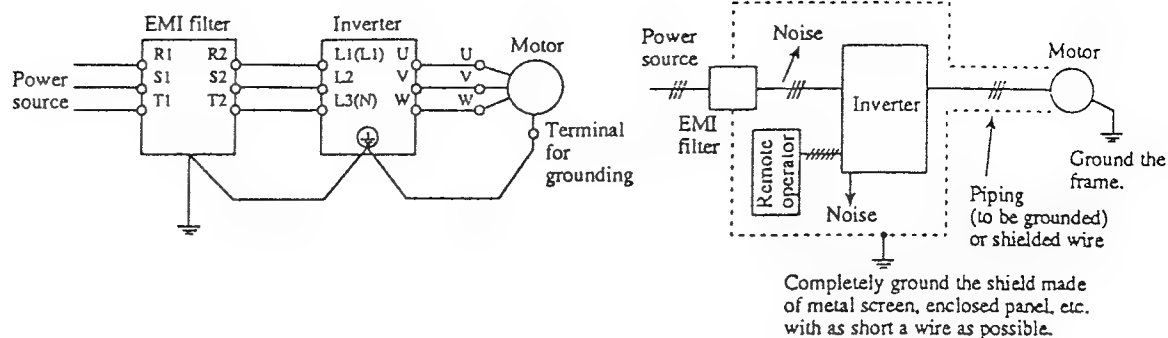 EMI filter
Inverter
R1 R2
S1 S2
T1 T2
L1(L1) U
L2 V
L3(N) W
U
V
W
Motor
Power
source
Terminal
for
grounding
Power
source
Noise
Motor
Inverter
EMI
filter
Remote
operator
Noise
Ground the
frame.
Piping
(to be grounded)
or shielded wire
Completely ground the shield made
of metal screen, enclosed panel, etc.
with as short a wire as possible.